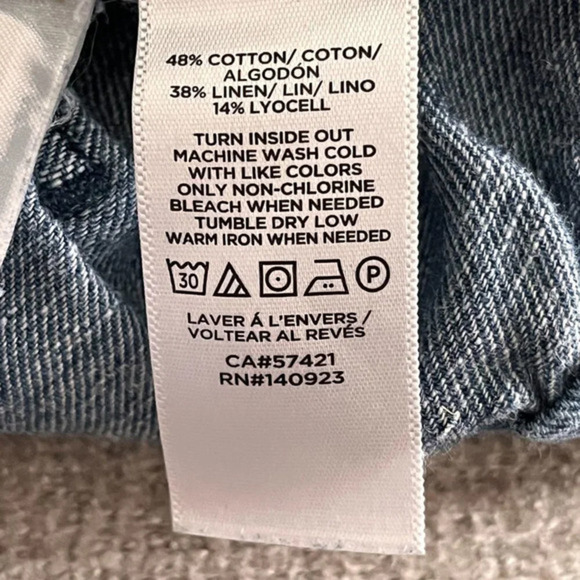 48% COTTON/ COTON/
ALGODÓN
38% LINEN/ LIN/ LINO
14% LYOCELL
TURN INSIDE OUT
MACHINE WASH COLD
WITH LIKE COLORS
ONLY NON-CHLORINE
BLEACH WHEN NEEDED
TUMBLE DRY LOW
WARM IRON WHEN NEEDED
30 P
LAVER Á L'ENVERS /
VOLTEAR AL REVÉS
CA#57421
RN#140923